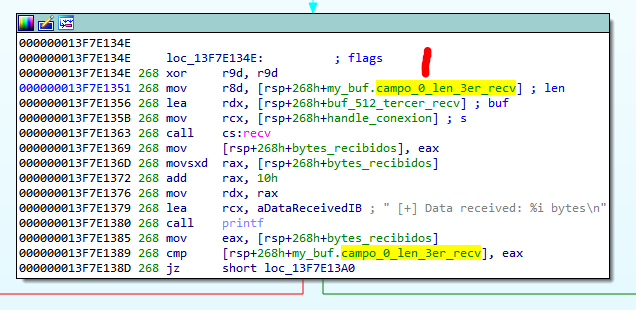 000000013F7E134E
000000013F7E134E loc_13F7E134E: ; flags
000000013F7E134E 268 xor r9d, r9d
000000013F7E1351 268 mov r8d, [rsp+268h+my_buf.campo_0_len_3er_recv] ; len
000000013F7E1356 268 lea rdx, [rsp+268h+buf_512_tercer_recv] ; buf
000000013F7E135B 268 mov rcx, [rsp+268h+handle_conexion] ; s
000000013F7E1363 268 call cs:recv
000000013F7E1369 268 mov [rsp+268h+bytes_recibidos], eax
000000013F7E136D 268 movsxd rax, [rsp+268h+bytes_recibidos]
000000013F7E1372 268 add rax, 10h
000000013F7E1376 268 mov rdx, rax
000000013F7E1379 268 lea rcx, aDataReceivedIB ; " [+] Data received: %i bytes\n"
000000013F7E1380 268 call printf
000000013F7E1385 268 mov eax, [rsp+268h+bytes_recibidos]
000000013F7E1389 268 cmp [rsp+268h+my_buf.campo_0_len_3er_recv], eax
000000013F7E138D 268 jz short loc_13F7E13A0